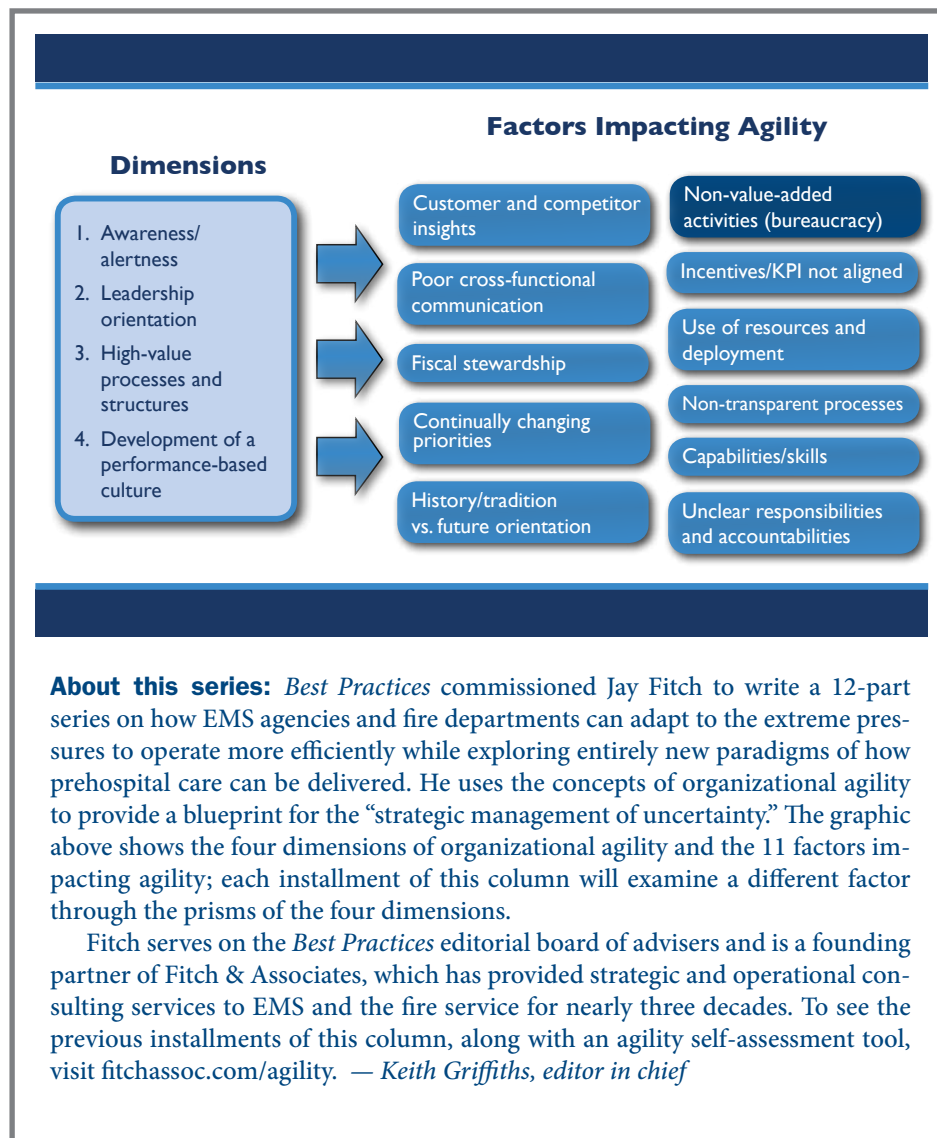 Factors Impacting Agility
Dimensions
1. Awareness/
alertness
2. Leadership
orientation
3. High-value
processes and
structures
4. Development of a
performance-based
culture
Customer and competitor
insights
Poor cross-functional
communication
Fiscal stewardship
Continually changing
priorities
History/tradition
vs. future orientation
Non-value-added
activities (bureaucracy)
Incentives/KPI not aligned
Use of resources and
deployment
Non-transparent processes
Capabilities/skills
Unclear responsibilities
and accountabilities
About this series: Best Practices commissioned Jay Fitch to write a 12-part
series on how EMS agencies and fire departments can adapt to the extreme pres-
sures to operate more efficiently while exploring entirely new paradigms of how
prehospital care can be delivered. He uses the concepts of organizational agility
to provide a blueprint for the “strategic management of uncertainty.” The graphic
above shows the four dimensions of organizational agility and the 11 factors im-
pacting agility; each installment of this column will examine a different factor
through the prisms of the four dimensions.
Fitch serves on the Best Practices editorial board of advisers and is a founding
partner of Fitch & Associates, which has provided strategic and operational con-
sulting services to EMS and the fire service for nearly three decades. To see the
previous installments of this column, along with an agility self-assessment tool,
visit fitchassoc.com/agility. — Keith Griffiths, editor in chief